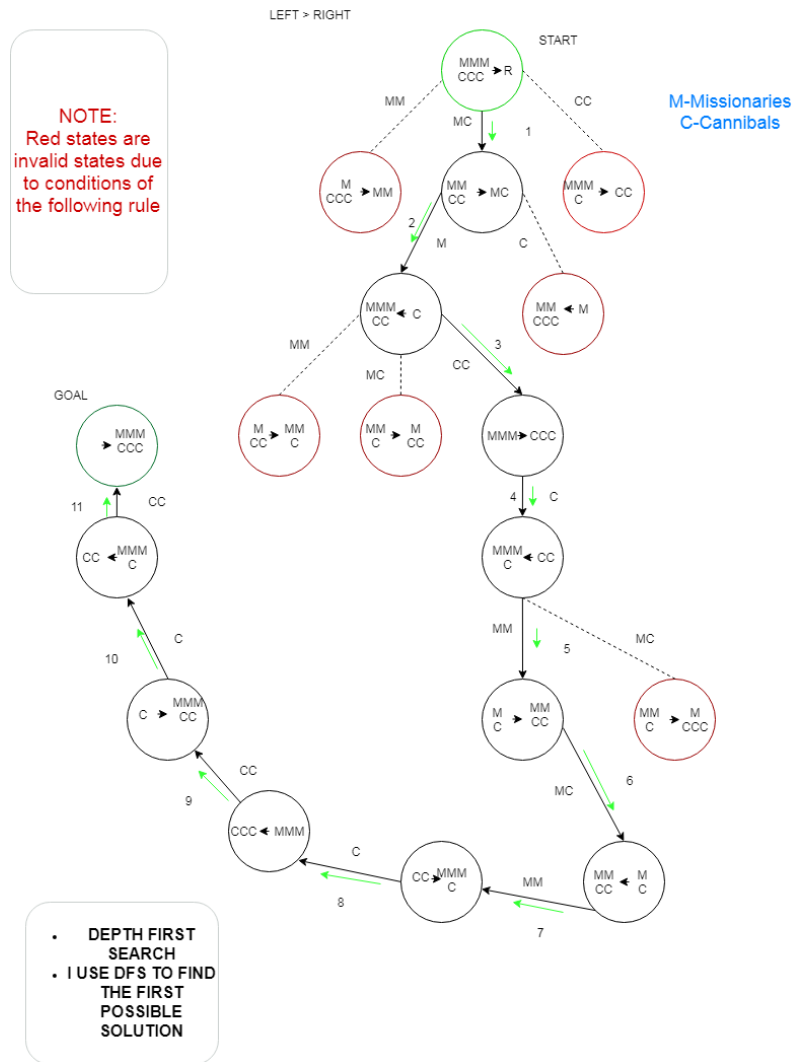 LEFT > RIGHT
START
MMM
CCC
R
NOTE:
Red states are
invalid states due
to conditions of
the following rule
M-Missionaries
C-Cannibals
MM
MC
CC
1
M
CCC
MM
MM
CC
MC
MMM
C
CC
2
M
C
MMM
CC
C
MM
CCC
M
MM
MC
CC
3
GOAL
MMM
CCC
M
CC
MM
C
MM
C
M
CC
MMM
CCC
11
CC
4
C
CC
MMM
C
MMM
C
CC
MM
5
MC
10
C
C
MMM
CC
M
C
MM
CC
MM
C
M
CCC
CC
9
6
MC
CCC
MMM
C
8
CC
MMM
C
MM
7
MM
CC
M
C
• DEPTH FIRST
SEARCH
• I USE DFS TO FIND
THE FIRST
POSSIBLE
SOLUTION